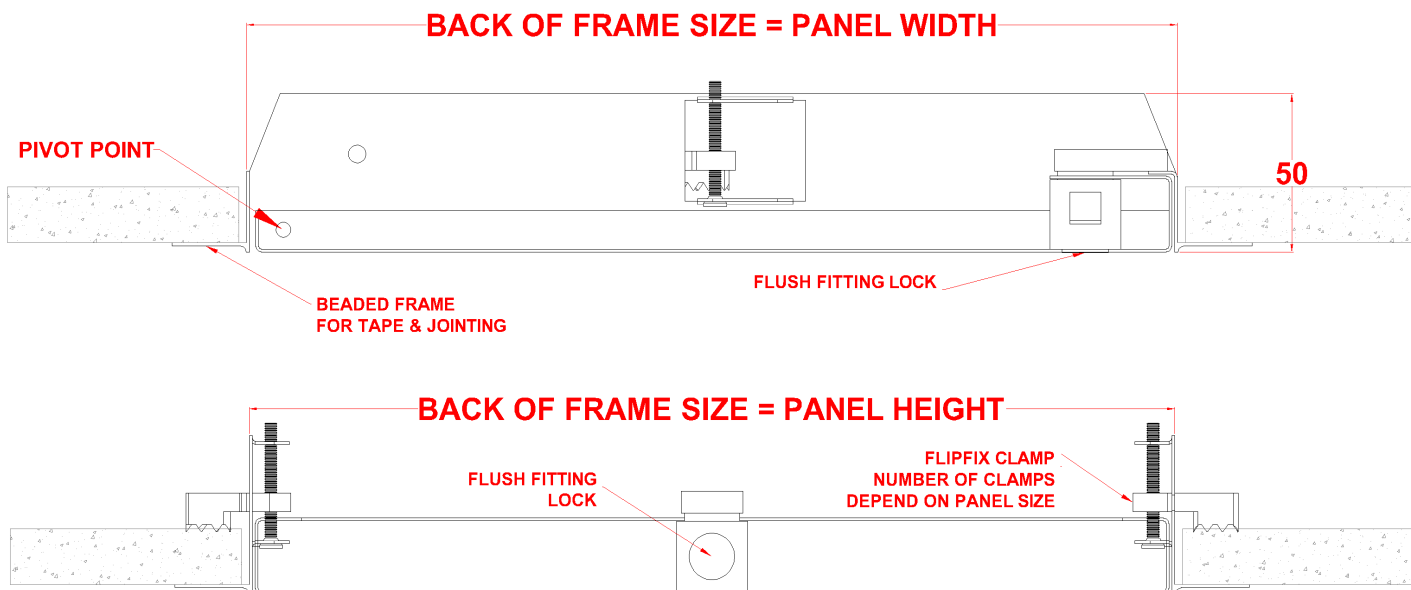 BACK OF FRAME SIZE = PANEL WIDTH
PIVOT POINT
50
FLUSH FITTING LOCK
BEADED FRAME
FOR TAPE & JOINTING
BACK OF FRAME SIZE = PANEL HEIGHT
FLUSH FITTING
LOCK
FLIPFIX CLAMP
NUMBER OF CLAMPS
DEPEND ON PANEL SIZE